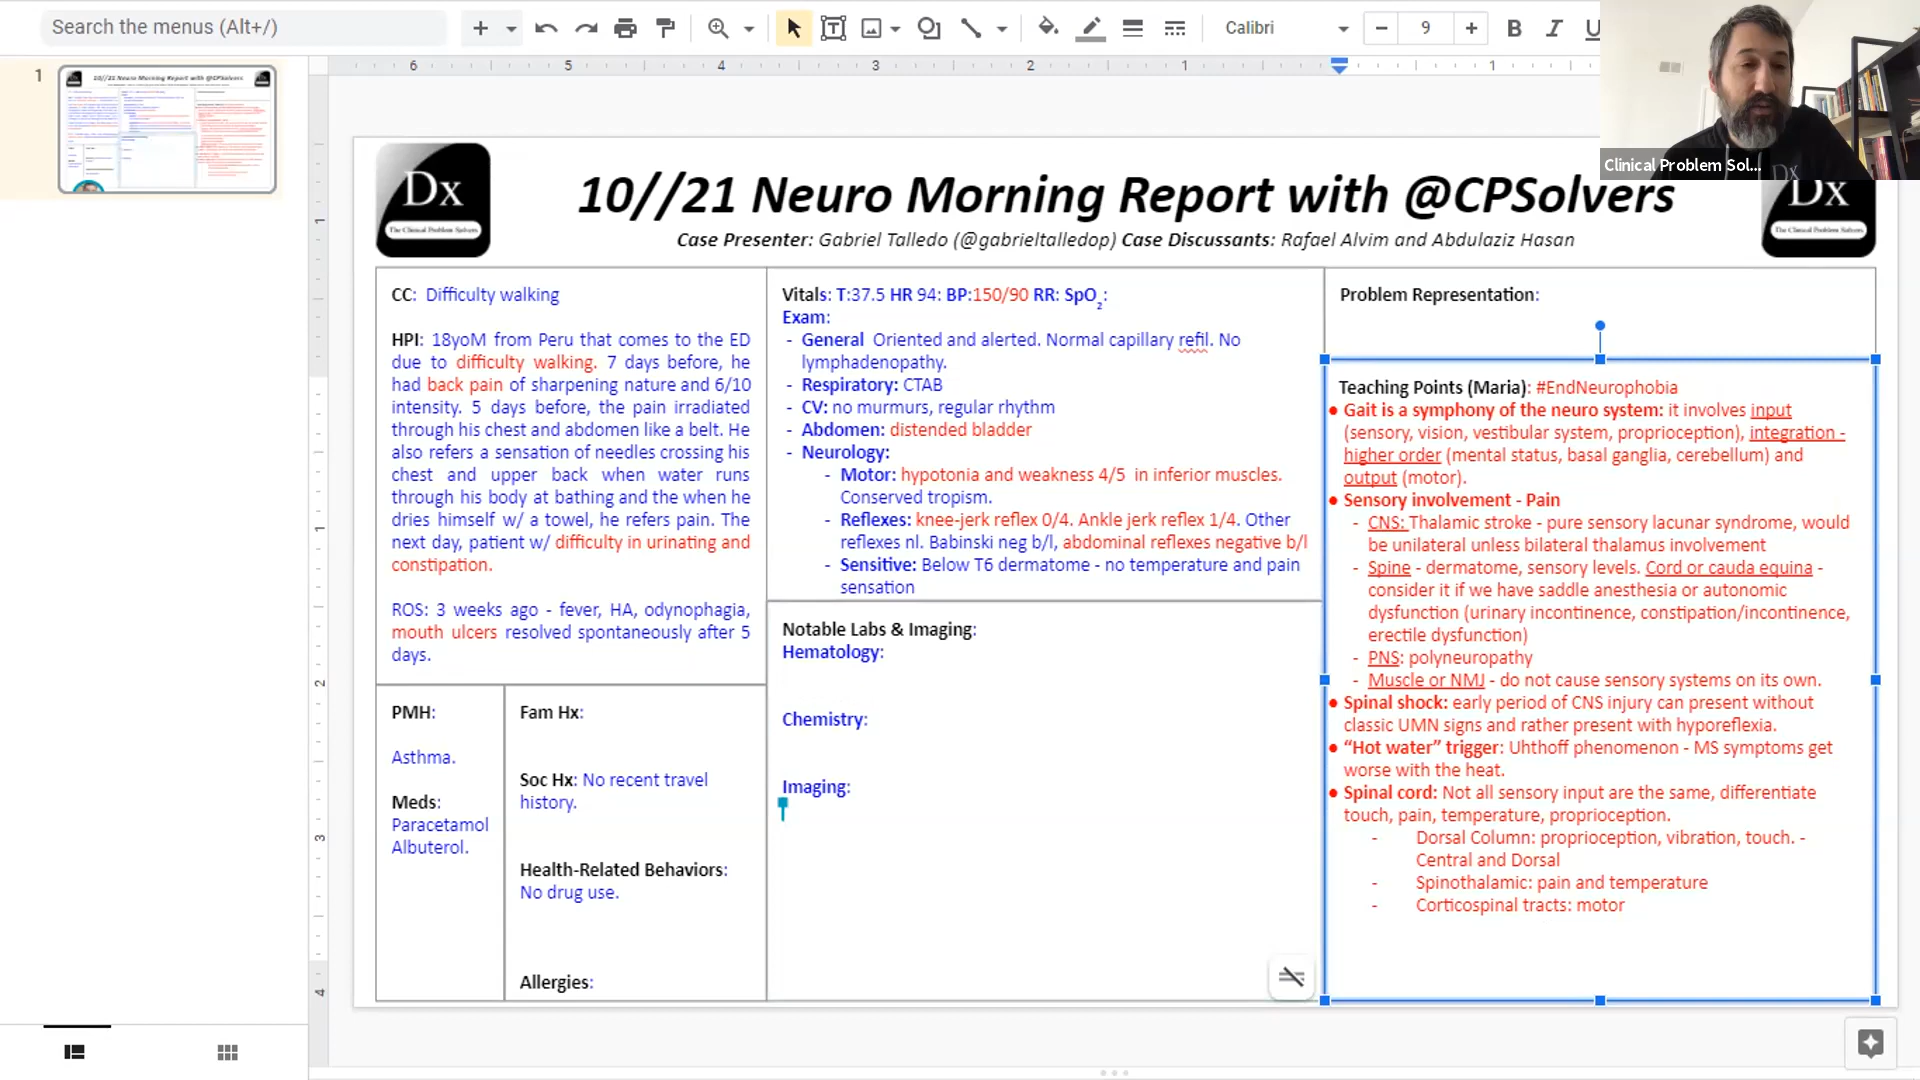 Search the menus (Alt+/)
Calibri
9
B I U
6 5 4 3 2 1 1
1
Clinical Problem Sol...
Dx
The Clinical Problem Solvers
10//21 Neuro Morning Report with @CPSolvers
Case Presenter: Gabriel Talledo (@gabrieltalledop) Case Discussants: Rafael Alvim and Abdulaziz Hasan
Dx
The Clinical Problem Solvers
CC: Difficulty walking
HPI: 18yoM from Peru that comes to the ED
due to difficulty walking. 7 days before, he
had back pain of sharpening nature and 6/10
intensity. 5 days before, the pain irradiated
through his chest and abdomen like a belt. He
also refers a sensation of needles crossing his
chest and upper back when water runs
through his body at bathing and the when he
dries himself w/ a towel, he refers pain. The
next day, patient w/ difficulty in urinating and
constipation.
ROS: 3 weeks ago - fever, HA, odynophagia,
mouth ulcers resolved spontaneously after 5
days.
PMH:
Asthma.
Meds:
Paracetamol
Albuterol.
Fam Hx:
Soc Hx: No recent travel
history.
Health-Related Behaviors:
No drug use.
Allergies:
Vitals: T:37.5 HR 94: BP:150/90 RR: SpO2:
Exam:
- General Oriented and alerted. Normal capillary refil. No
lymphadenopathy.
- Respiratory: CTAB
- CV: no murmurs, regular rhythm
- Abdomen: distended bladder
- Neurology:
- Motor: hypotonia and weakness 4/5 in inferior muscles.
Conserved tropism.
- Reflexes: knee-jerk reflex 0/4. Ankle jerk reflex 1/4. Other
reflexes nl. Babinski neg b/l, abdominal reflexes negative b/l
- Sensitive: Below T6 dermatome - no temperature and pain
sensation
Notable Labs & Imaging:
Hematology:
Chemistry:
Imaging:
Problem Representation:
Teaching Points (Maria): #EndNeurophobia
● Gait is a symphony of the neuro system: it involves input
(sensory, vision, vestibular system, proprioception), integration -
higher order (mental status, basal ganglia, cerebellum) and
output (motor).
● Sensory involvement - Pain
- CNS: Thalamic stroke - pure sensory lacunar syndrome, would
be unilateral unless bilateral thalamus involvement
- Spine - dermatome, sensory levels. Cord or cauda equina -
consider it if we have saddle anesthesia or autonomic
dysfunction (urinary incontinence, constipation/incontinence,
erectile dysfunction)
- PNS: polyneuropathy
- Muscle or NMJ - do not cause sensory systems on its own.
● Spinal shock: early period of CNS injury can present without
classic UMN signs and rather present with hyporeflexia.
● “Hot water” trigger: Uhthoff phenomenon - MS symptoms get
worse with the heat.
● Spinal cord: Not all sensory input are the same, differentiate
touch, pain, temperature, proprioception.
- Dorsal Column: proprioception, vibration, touch. -
Central and Dorsal
- Spinothalamic: pain and temperature
- Corticospinal tracts: motor